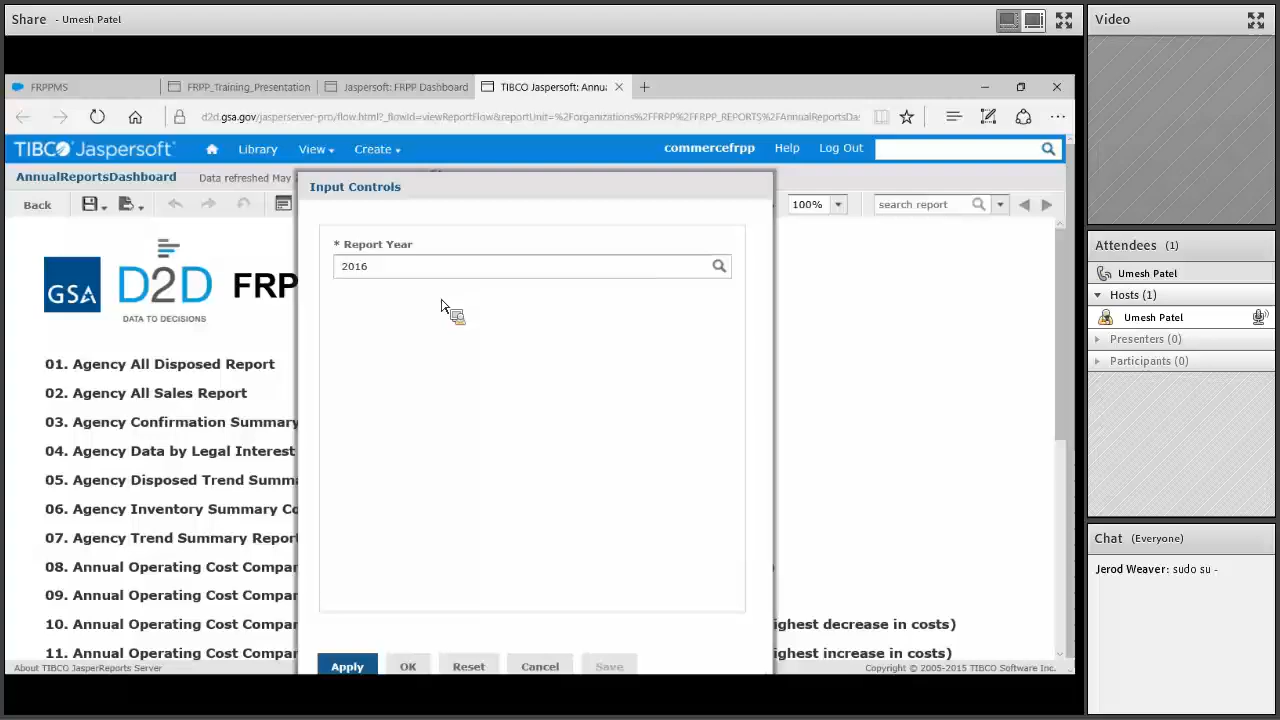 Share - Umesh Patel
Video
FRPPMS
FRPP_Training_Presentation
Jaspersoft: FRPP Dashboard
TIBCO Jaspersoft: Annua
d2d.gsa.gov/jasperserver-pro/flow.html?_flowId=viewReportFlow&reportUnit=%2Forganizations%2FFRPP%2FFRPP_REPORTS%2FAnnualReportsDas
TIBCO Jaspersoft
Library
View
Create
commercefrpp
Help
Log Out
AnnualReportsDashboard
Data refreshed May
Back
100%
search report
Input Controls
* Report Year
2016
GSA
D2D
DATA TO DECISIONS
FRP
01. Agency All Disposed Report
02. Agency All Sales Report
03. Agency Confirmation Summary
04. Agency Data by Legal Interest
05. Agency Disposed Trend Summa
06. Agency Inventory Summary Co
07. Agency Trend Summary Report
08. Annual Operating Cost Compar
09. Annual Operating Cost Compar
10. Annual Operating Cost Compar
ighest decrease in costs)
11. Annual Operating Cost Compar
ighest increase in costs)
Apply
OK
Reset
Cancel
Save
About TIBCO JasperReports Server
Copyright © 2005-2015 TIBCO Software Inc.
Attendees (1)
Umesh Patel
Hosts (1)
Umesh Patel
Presenters (0)
Participants (0)
Chat (Everyone)
Jerod Weaver: sudo su -